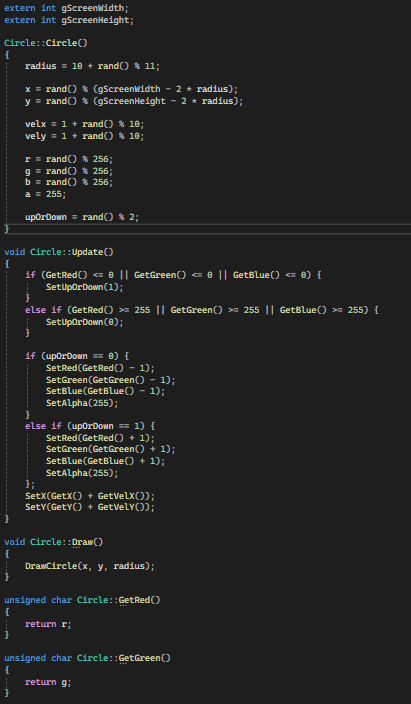 extern int gScreenWidth;
extern int gScreenHeight;
Circle::Circle()
{
radius = 10 + rand() % 11;
x = rand() % (gScreenWidth - 2 * radius);
y = rand() % (gScreenHeight - 2 * radius);
velx = 1 + rand() % 10;
vely = 1 + rand() % 10;
r = rand() % 256;
g = rand() % 256;
b = rand() % 256;
a = 255;
upOrDown = rand() % 2;
}
void Circle::Update()
{
if (GetRed() <= 0 || GetGreen() <= 0 || GetBlue() <= 0) {
SetUpOrDown(1);
}
else if (GetRed() >= 255 || GetGreen() >= 255 || GetBlue() >= 255) {
SetUpOrDown(0);
}
if (upOrDown == 0) {
SetRed(GetRed() - 1);
SetGreen(GetGreen() - 1);
SetBlue(GetBlue() - 1);
SetAlpha(255);
}
else if (upOrDown == 1) {
SetRed(GetRed() + 1);
SetGreen(GetGreen() + 1);
SetBlue(GetBlue() + 1);
SetAlpha(255);
};
SetX(GetX() + GetVelX());
SetY(GetY() + GetVelY());
}
void Circle::Draw()
{
DrawCircle(x, y, radius);
}
unsigned char Circle::GetRed()
{
return r;
}
unsigned char Circle::GetGreen()
{
return g;
}